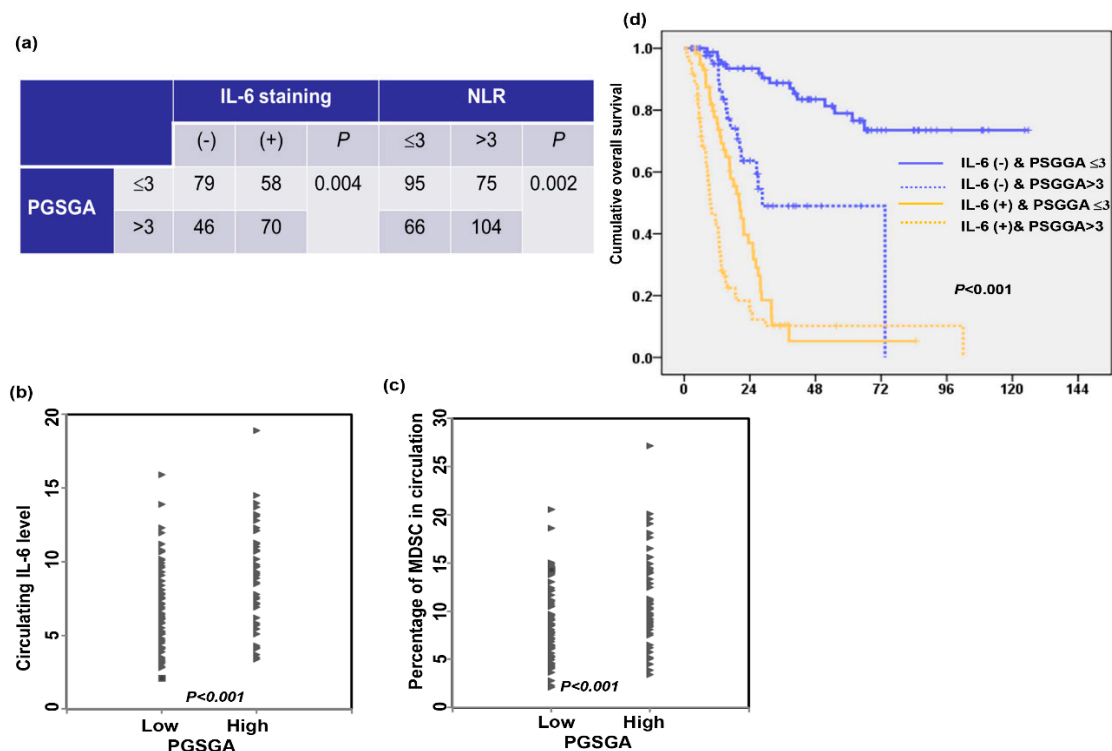 (a)
IL-6 staining NLR
(-) (+) P ≤3 >3 P
PGSGA ≤3 79 58 0.004 95 75 0.002
>3 46 70 66 104
(d)
Cumulative overall survival
1.0
0.8
0.6
0.4
0.2
0.0
0 24 48 72 96 120 144
IL-6 (-) & PSGGA ≤3
IL-6 (-) & PSGGA>3
IL-6 (+) & PSGGA ≤3
IL-6 (+)& PSGGA>3
P<0.001
(b)
Circulating IL-6 level
20
15
10
5
0
P<0.001
Low High
PGSGA
(c)
Percentage of MDSC in circulation
30
25
20
15
10
5
0
P<0.001
Low High
PGSGA